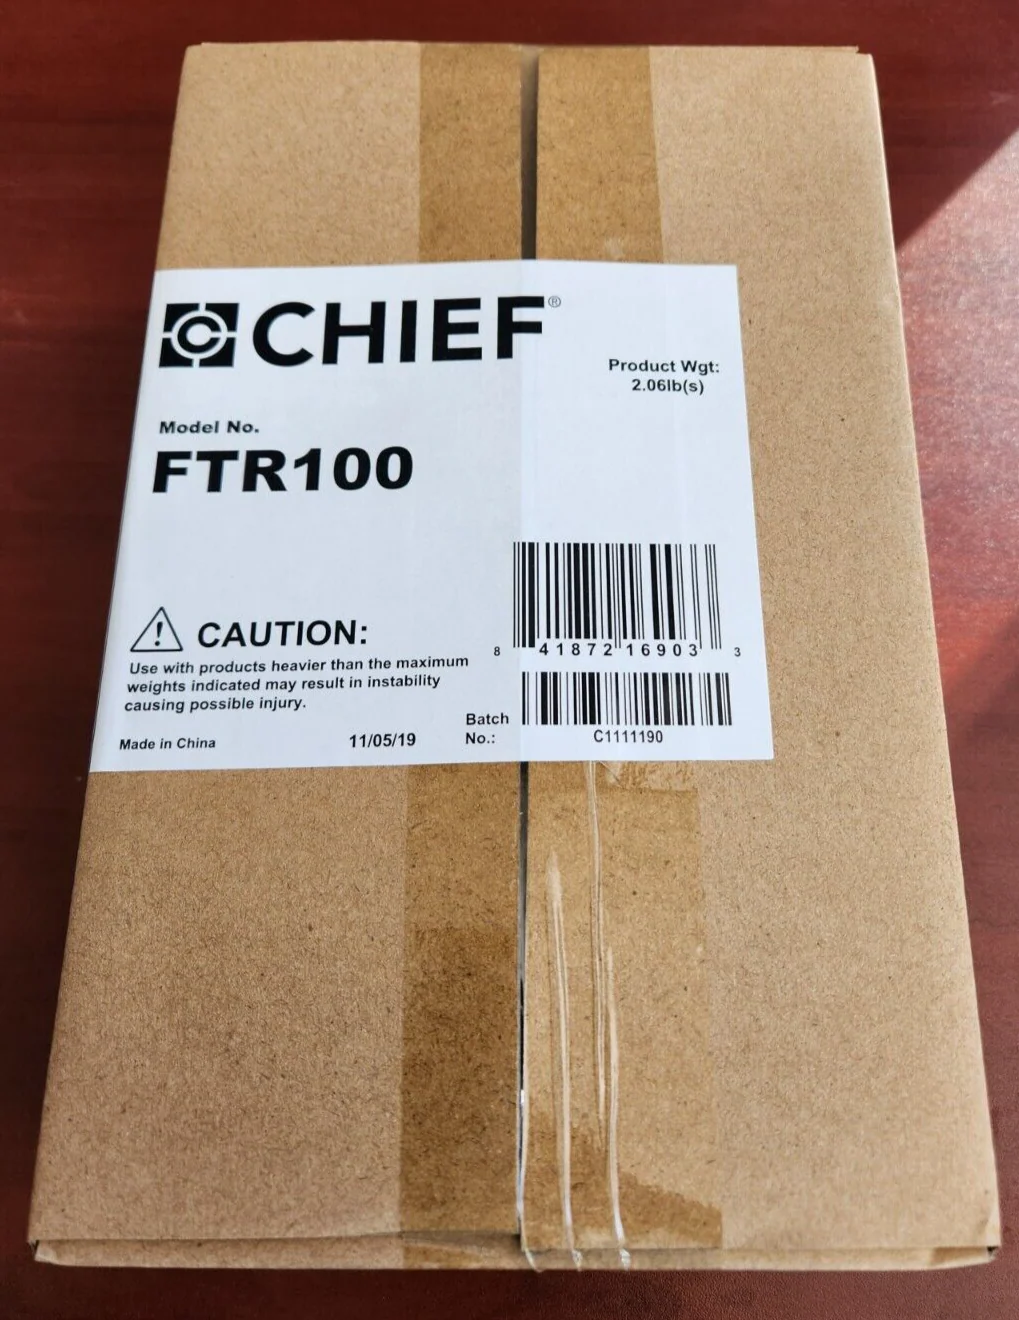 CHIEF®
Product Wgt:
2.06lb(s)
Model No.
FTR100
CAUTION:
Use with products heavier than the maximum
weights indicated may result in instability
causing possible injury.
8 41872 16903 3
Made in China
11/05/19
Batch
No.:
C1111190